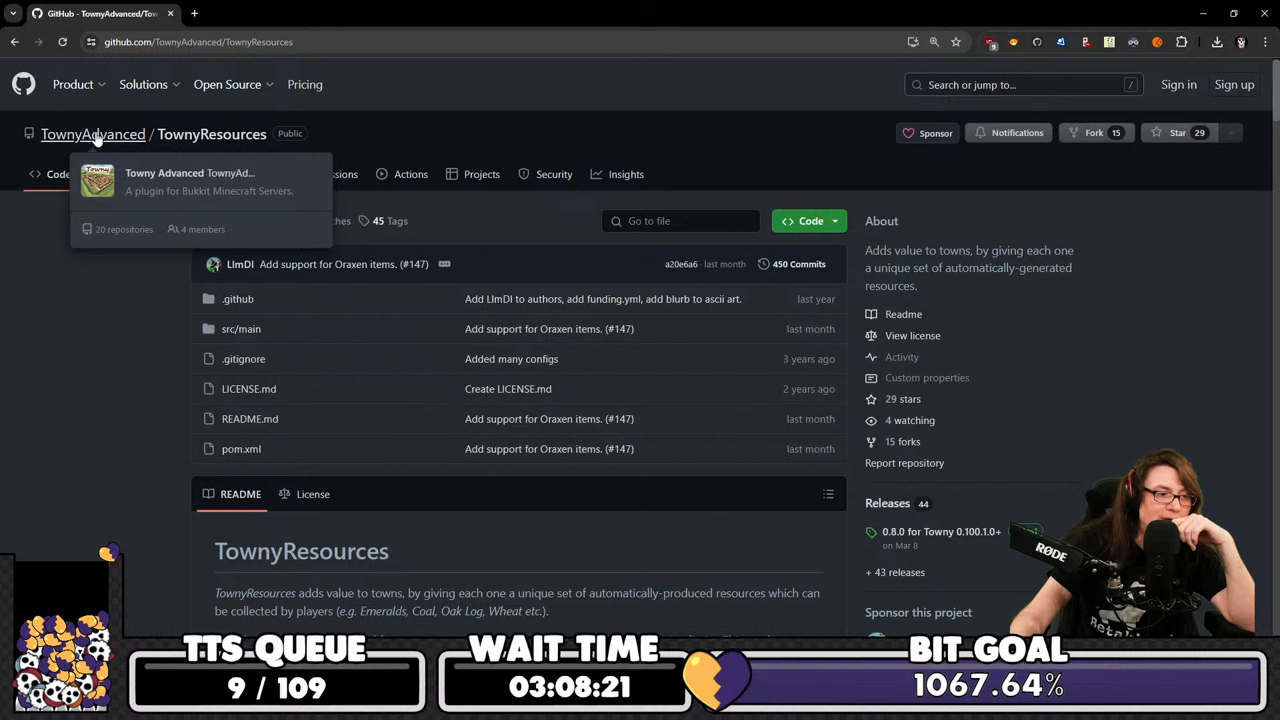 GitHub - TownyAdvanced/Tow
github.com/TownyAdvanced/TownyResources
9
Product
Solutions
Open Source
Pricing
Search or jump to...
/
Sign in
Sign up
TownyAdvanced / TownyResources
Public
Sponsor
Notifications
Fork 15
Star 29
Code
ssions
Actions
Projects
Security
Insights
Towny
Towny Advanced TownyAd...
A plugin for Bukkit Minecraft Servers.
20 repositories
4 members
ches
45 Tags
Go to file
Code
LlmDl Add support for Oraxen items. (#147)
a20e6a6 · last month
450 Commits
.github
Add LlmDl to authors, add funding.yml, add blurb to ascii art.
last year
src/main
Add support for Oraxen items. (#147)
last month
.gitignore
Added many configs
3 years ago
LICENSE.md
Create LICENSE.md
2 years ago
README.md
Add support for Oraxen items. (#147)
last month
pom.xml
Add support for Oraxen items. (#147)
last month
README
License
TownyResources
TownyResources adds value to towns, by giving each one a unique set of automatically-produced resources which can
be collected by players (e.g. Emeralds, Coal, Oak Log, Wheat etc.).
About
Adds value to towns, by giving each one
a unique set of automatically-generated
resources.
Readme
View license
Activity
Custom properties
29 stars
4 watching
15 forks
Report repository
Releases 44
0.8.0 for Towny 0.100.1.0+
on Mar 8
+ 43 releases
Sponsor this project
RØDE
TTS QUEUE
9 / 109
WAIT TIME
03:08:21
BIT GOAL
1067.64%